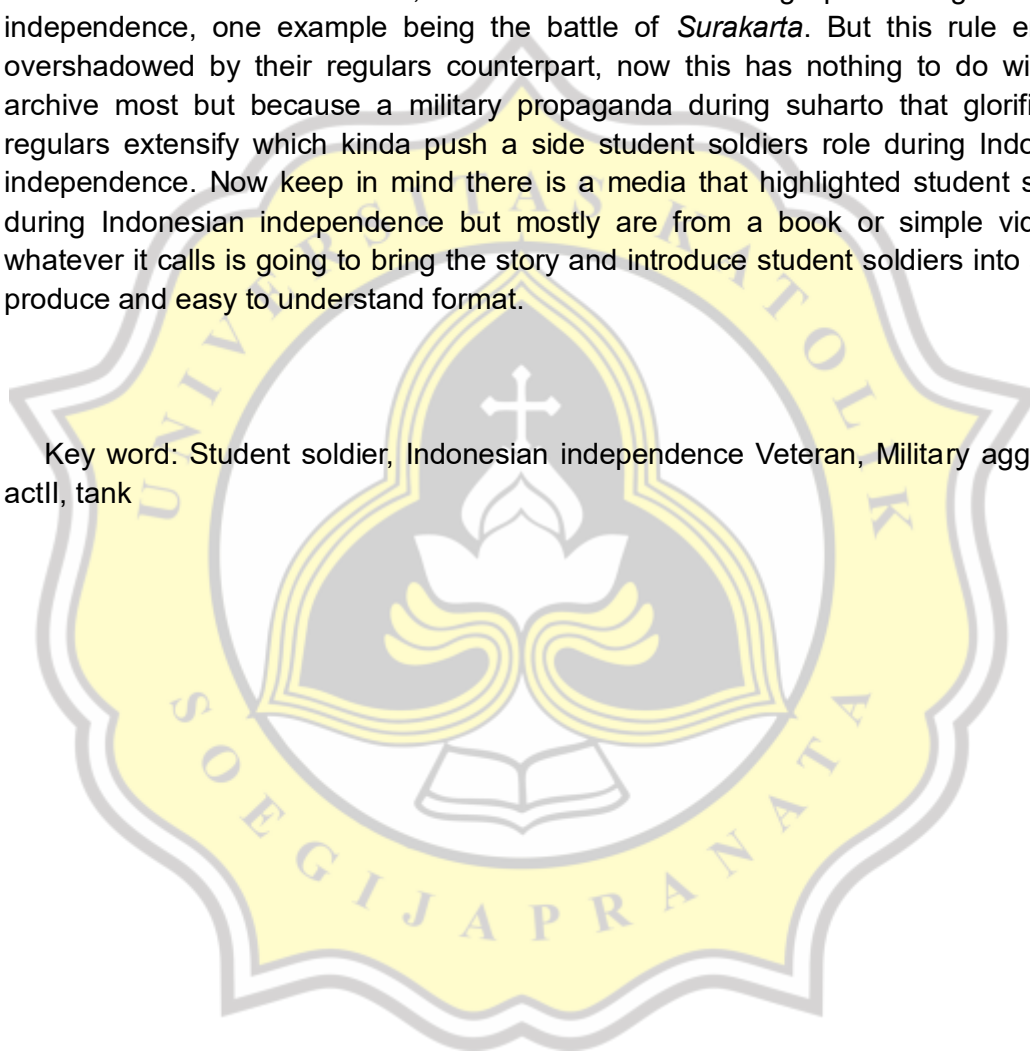 independence, one example being the battle of Surakarta. But this rule e
overshadowed by their regulars counterpart, now this has nothing to do wi
archive most but because a military propaganda during suharto that glorifi
regulars extensify which kinda push a side student soldiers role during Indo
independence. Now keep in mind there is a media that highlighted student s
during Indonesian independence but mostly are from a book or simple vid
whatever it calls is going to bring the story and introduce student soldiers into
produce and easy to understand format.
Key word: Student soldier, Indonesian independence Veteran, Military agg
actII, tank
UNIVERSITAS KATOLIK
SOEGIJAPRANATA